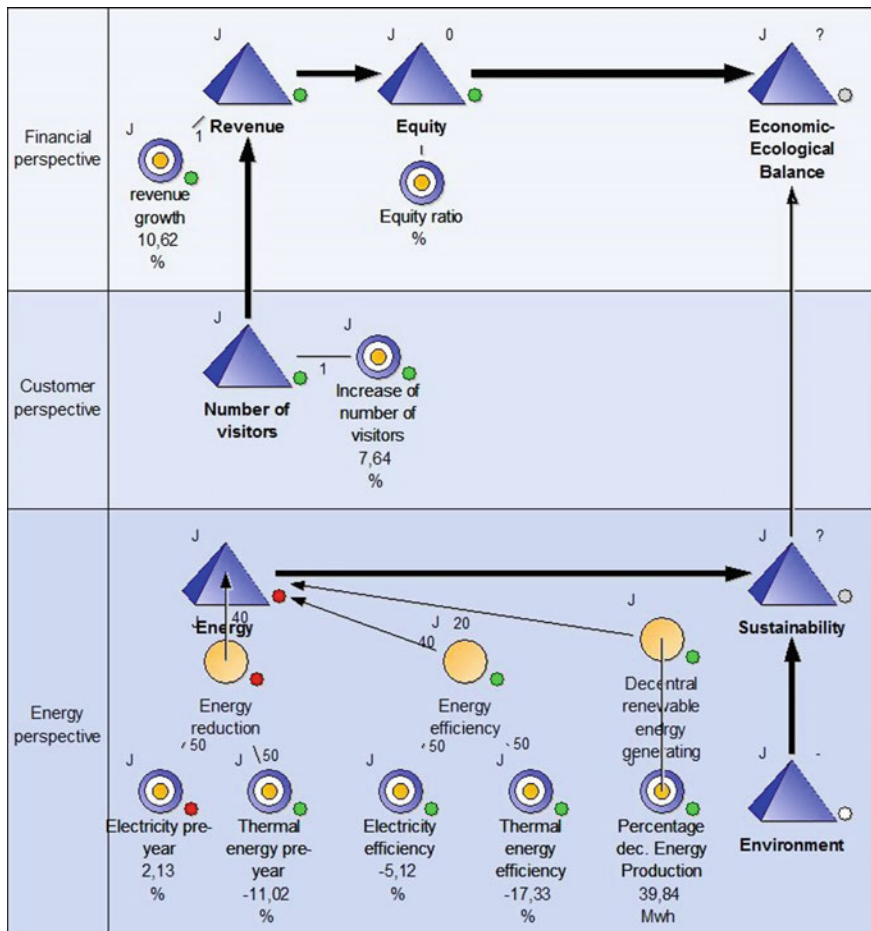 J
J
0
J
?
Financial
perspective
Revenue
Equity
Economic-
Ecological
Balance
J
1
revenue
growth
10,62
%
Equity ratio
%
Customer
perspective
J
J
1
Number of
visitors
Increase of
number of
visitors
7,64
%
Energy
perspective
J
J
?
Energy
Sustainability
J
40
J
20
40
J
Energy
reduction
Energy
efficiency
Decentral
renewable
energy
generating
J
50
J
50
J
50
J
50
J
J
-
Electricity pre-
year
2,13
%
Thermal
energy pre-
year
-11,02
%
Electricity
efficiency
-5,12
%
Thermal
energy
efficiency
-17,33
%
Percentage
dec. Energy
Production
39,84
Mwh
Environment